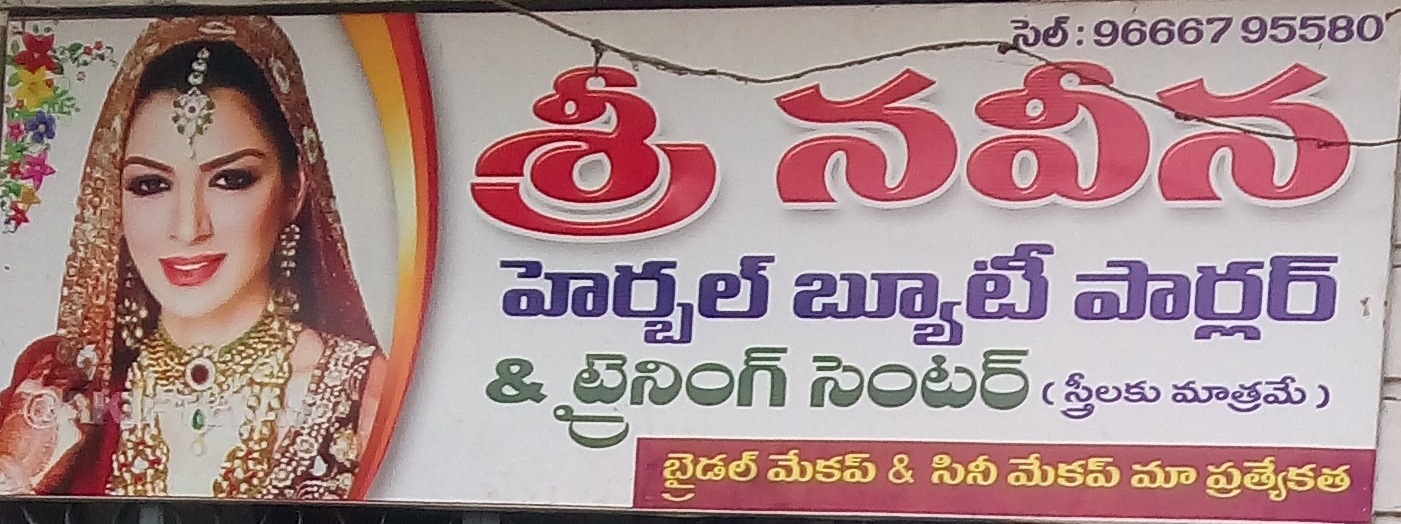 సెల్ : 96667 95580
శ్రీ నవీన
హెర్బల్ బ్యూటీ పార్లర్
& ట్రైనింగ్ సెంటర్ ( స్త్రీలకు మాత్రమే )
బ్రైడల్ మేకప్ & సినీ మేకప్ మా ప్రత్యేకత